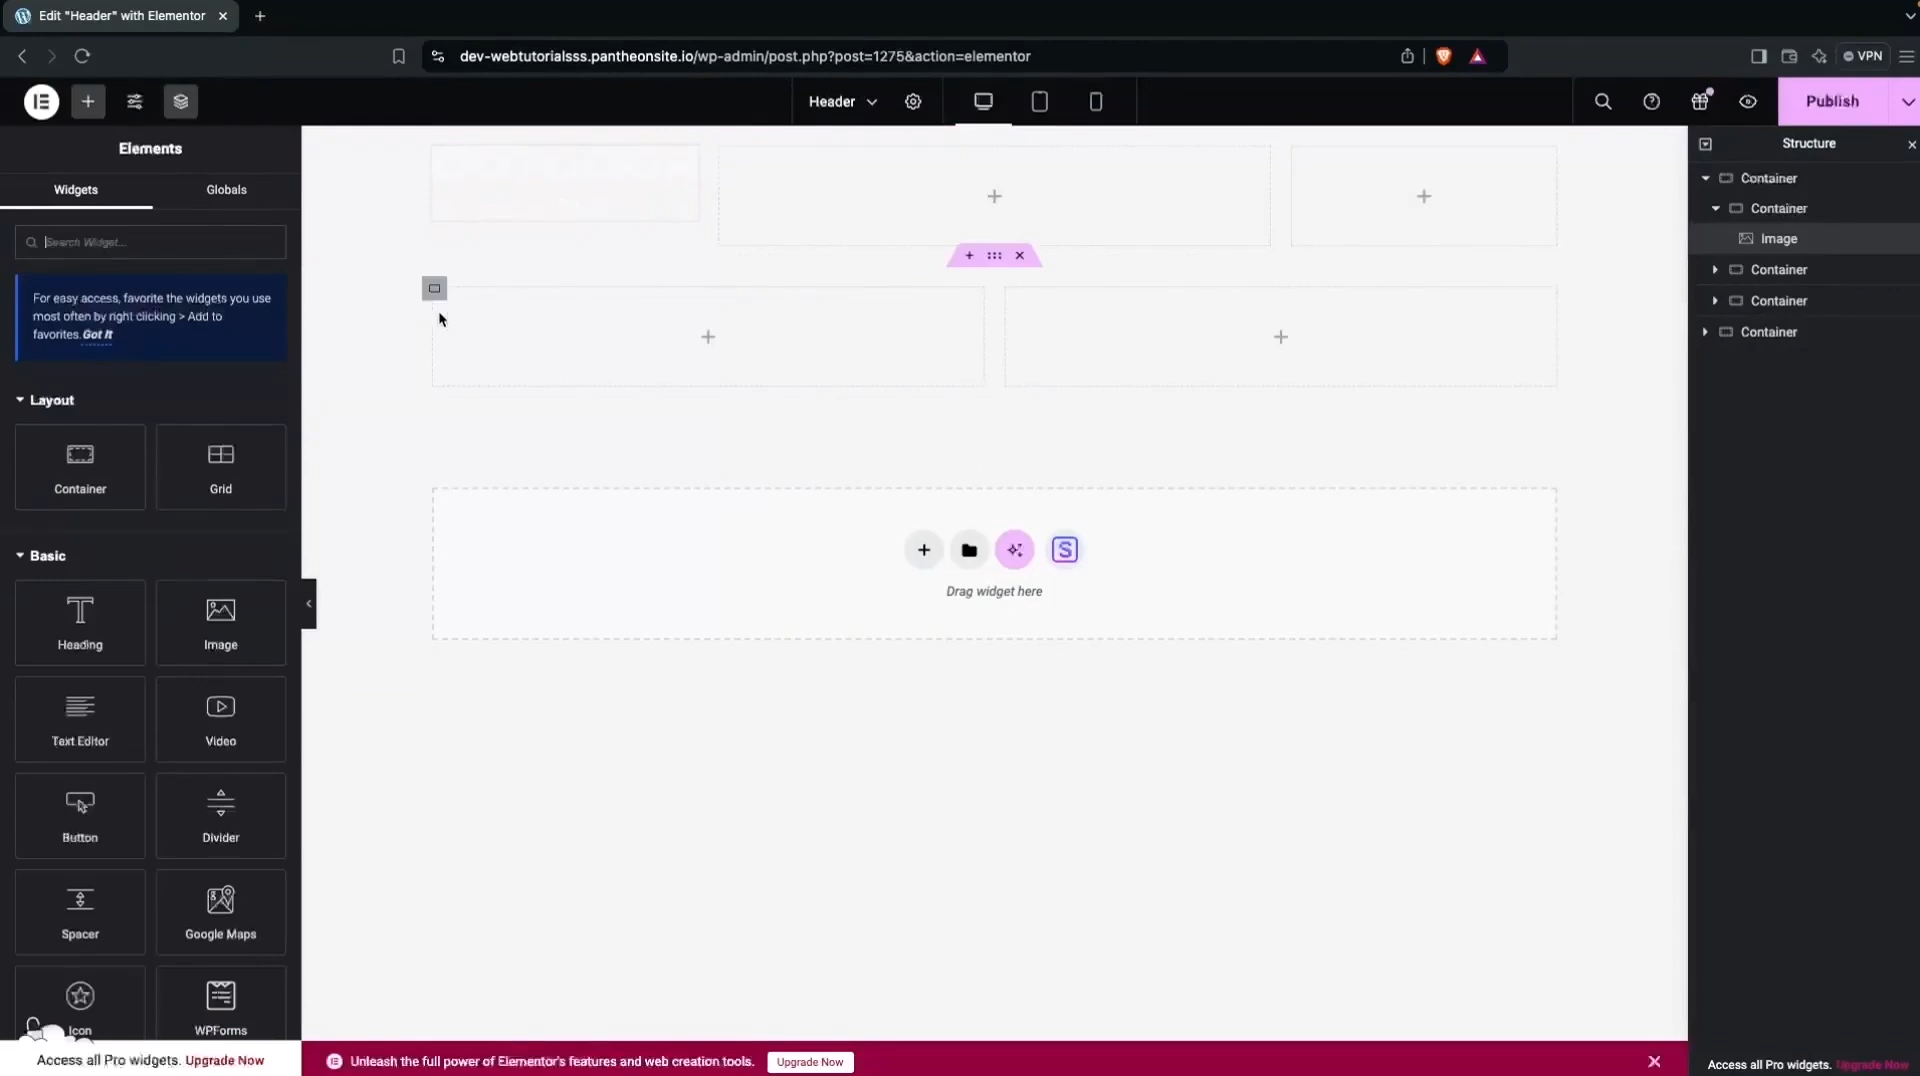 Edit "Header" with Elementor
dev-webtutorialsss.pantheonsite.io/wp-admin/post.php?post=1275&action=elementor
VPN
Header
Publish
Elements
Widgets
Globals
Search Widget...
For easy access, favorite the widgets you use
most often by right clicking > Add to
favorites. Got It
Layout
Container
Grid
Basic
Heading
Image
Text Editor
Video
Button
Divider
Spacer
Google Maps
Icon
WPForms
Access all Pro widgets. Upgrade Now
Drag widget here
Unleash the full power of Elementor's features and web creation tools.
Upgrade Now
Structure
Container
Container
Image
Container
Container
Container
Access all Pro widgets. Upgrade Now